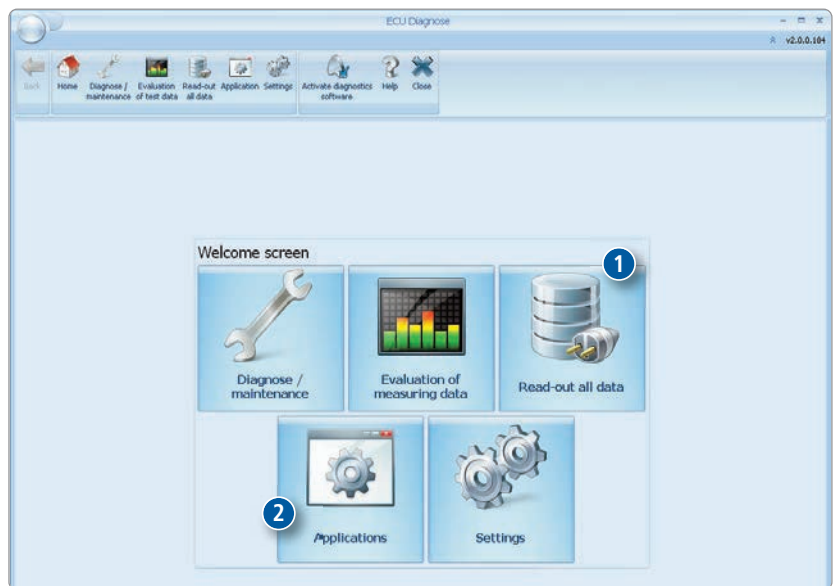 ECU Diagnose
v2.0.0.104
Back Home Diagnose / Evaluation Read-out Application Settings Activate diagnostics Help Close
maintenance of test data all data software
Welcome screen
1
Diagnose / Evaluation of Read-out all data
maintenance measuring data
2
Applications Settings